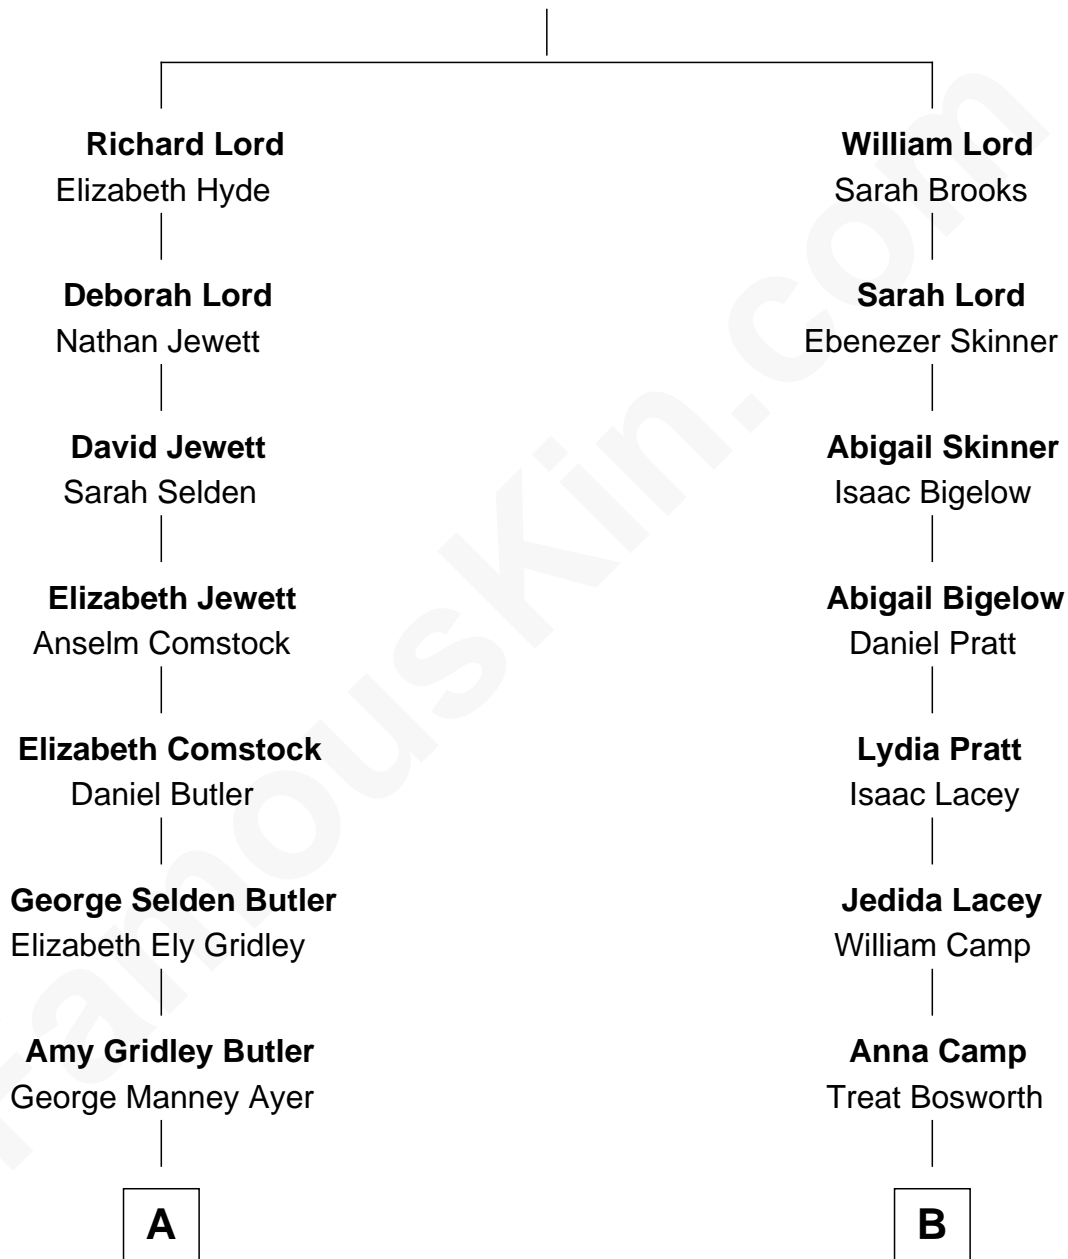 Richard Lord
Elizabeth Hyde
Deborah Lord
Nathan Jewett
David Jewett
Sarah Selden
Elizabeth Jewett
Anselm Comstock
Elizabeth Comstock
Daniel Butler
George Selden Butler
Elizabeth Ely Gridley
Amy Gridley Butler
George Manney Ayer
A
William Lord
Sarah Brooks
Sarah Lord
Ebenezer Skinner
Abigail Skinner
Isaac Bigelow
Abigail Bigelow
Daniel Pratt
Lydia Pratt
Isaac Lacey
Jedida Lacey
William Camp
Anna Camp
Treat Bosworth
B
FamousKin.com